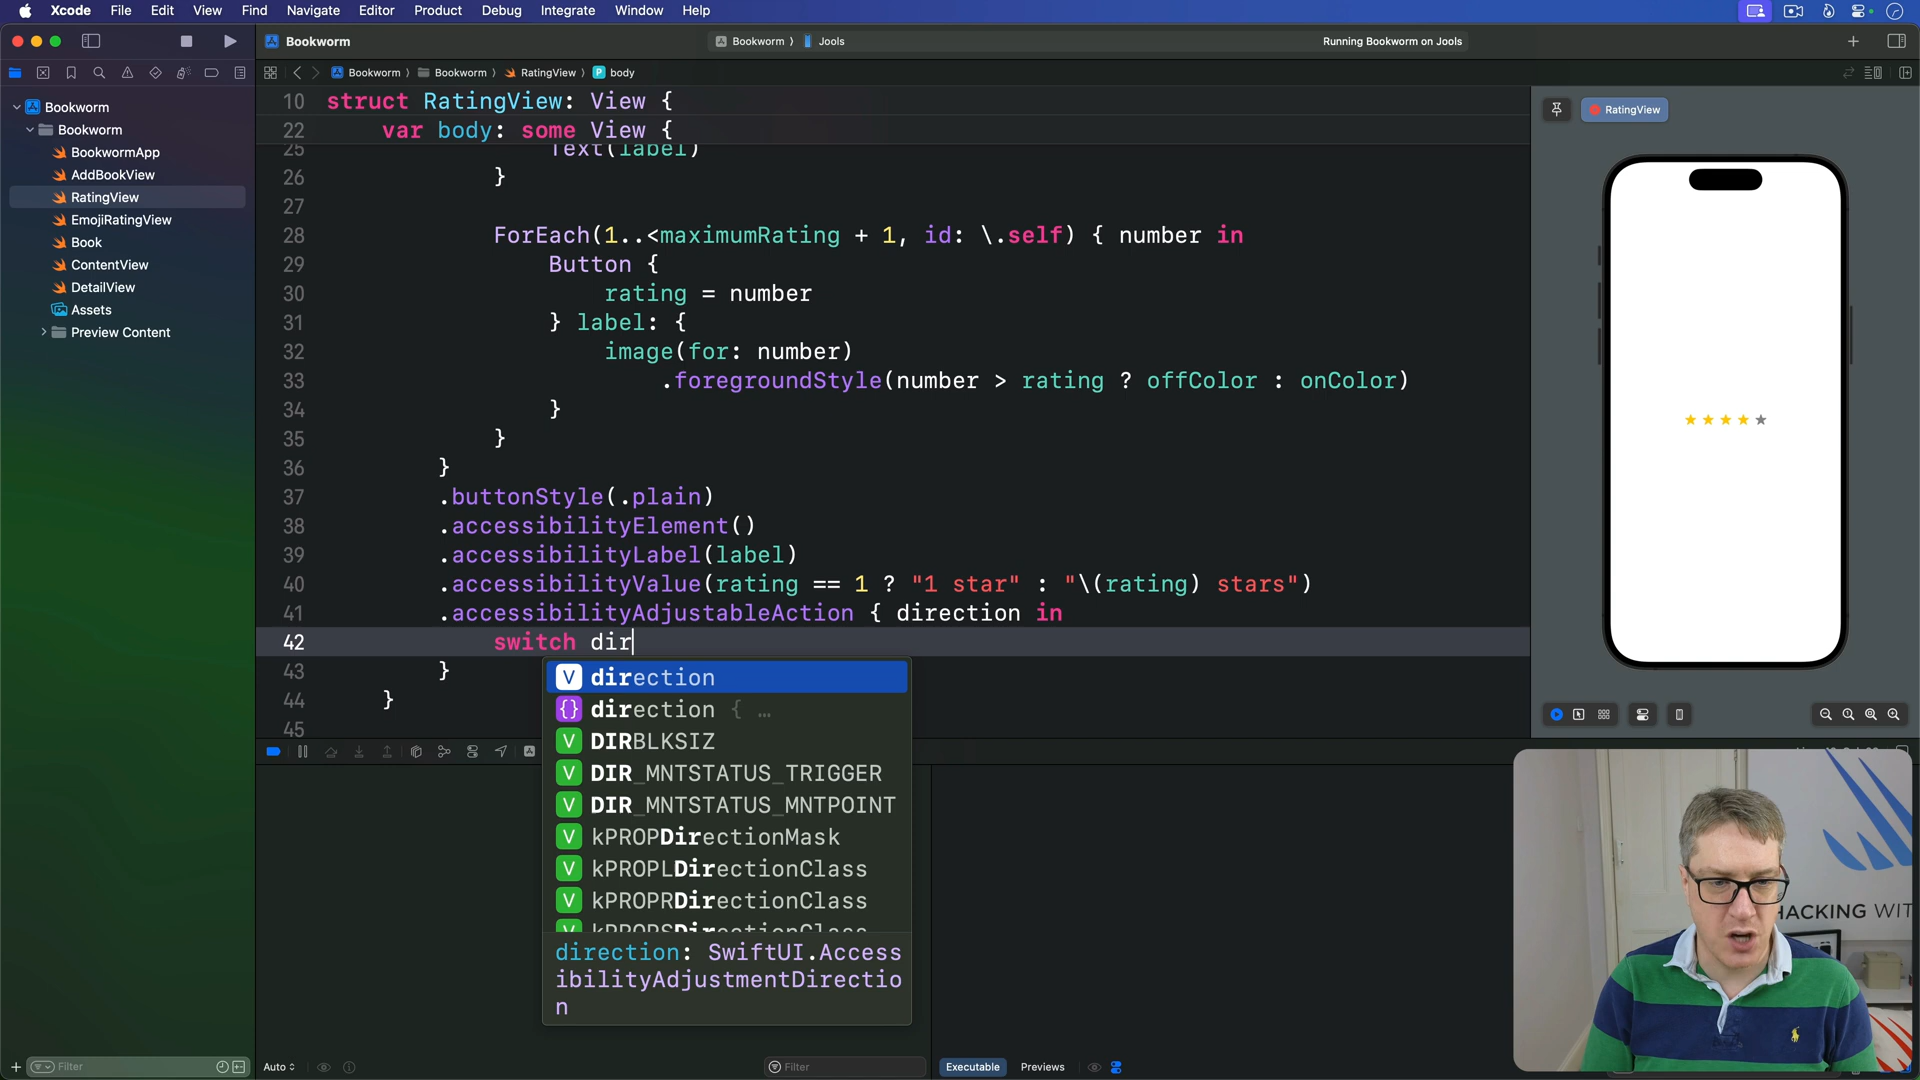 Xcode File Edit View Find Navigate Editor Product Debug Integrate Window Help
Bookworm
Bookworm Jools
Running Bookworm on Jools
Bookworm Bookworm RatingView P body
Bookworm
Bookworm
BookwormApp
AddBookView
RatingView
EmojiRatingView
Book
ContentView
DetailView
Assets
Preview Content
10 struct RatingView: View {
22 var body: some View {
25 Text(label)
26 }
27
28 ForEach(1..<maximumRating + 1, id: \.self) { number in
29 Button {
30 rating = number
31 } label: {
32 image(for: number)
33 .foregroundStyle(number > rating ? offColor : onColor)
34 }
35 }
36 }
37 .buttonStyle(.plain)
38 .accessibilityElement()
39 .accessibilityLabel(label)
40 .accessibilityValue(rating == 1 ? "1 star" : "\(rating) stars")
41 .accessibilityAdjustableAction { direction in
42 switch dir
43 }
44 }
45
V direction
{} direction { …
V DIRBLKSIZ
V DIR_MNTSTATUS_TRIGGER
V DIR_MNTSTATUS_MNTPOINT
V kPROPDirectionMask
V kPROPLDirectionClass
V kPROPRDirectionClass
V kPROPSDirectionClass
direction: SwiftUI.Access
ibilityAdjustmentDirectio
n
RatingView
HACKING WIT
Filter
Auto
Filter
Executable Previews